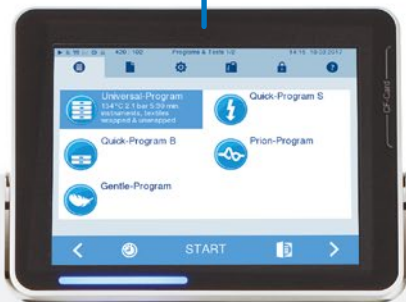 Programs & Tools 1/2
Universal-Program
134°C 2.1 bar 5:30 min
instruments, textiles
wrapped & unwrapped
Quick-Program S
Quick-Program B
Prion-Program
Gentle-Program
START
CF-Card